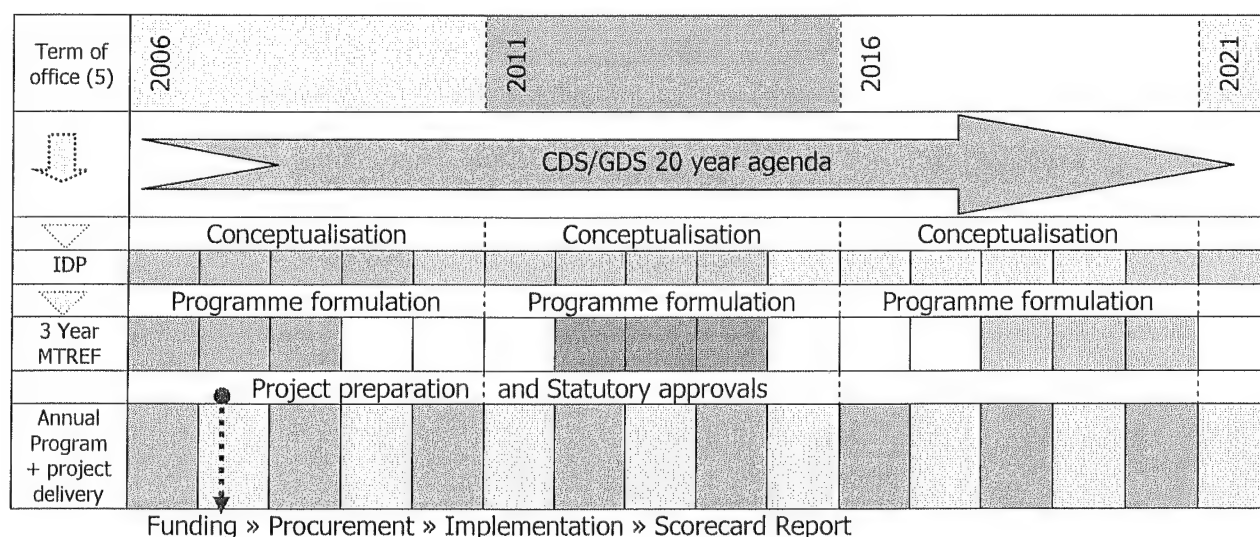 Term of
office (5)
2006
2011
2016
2021
CDS/GDS 20 year agenda
Conceptualisation
Conceptualisation
Conceptualisation
IDP
Programme formulation
Programme formulation
Programme formulation
3 Year
MTREF
Project preparation and Statutory approvals
Annual
Program
+ project
delivery
Funding » Procurement » Implementation » Scorecard Report